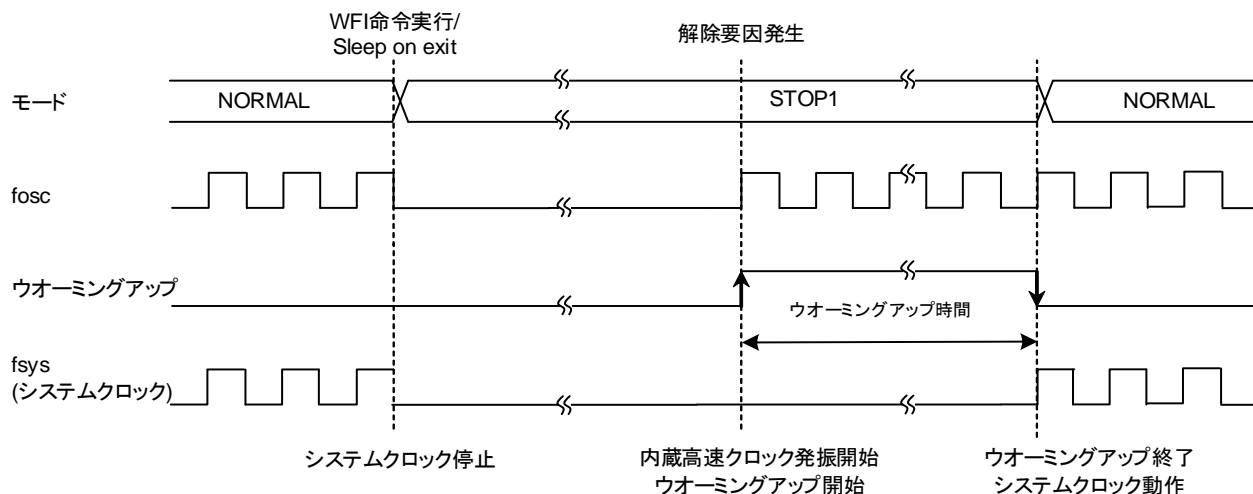 WFI命令実行/
Sleep on exit
解除要因発生
モード
NORMAL
STOP1
NORMAL
fosc
ウオーミングアップ
ウオーミングアップ時間
fsys
(システムクロック)
システムクロック停止
内蔵高速クロック発振開始
ウオーミングアップ開始
ウオーミングアップ終了
システムクロック動作